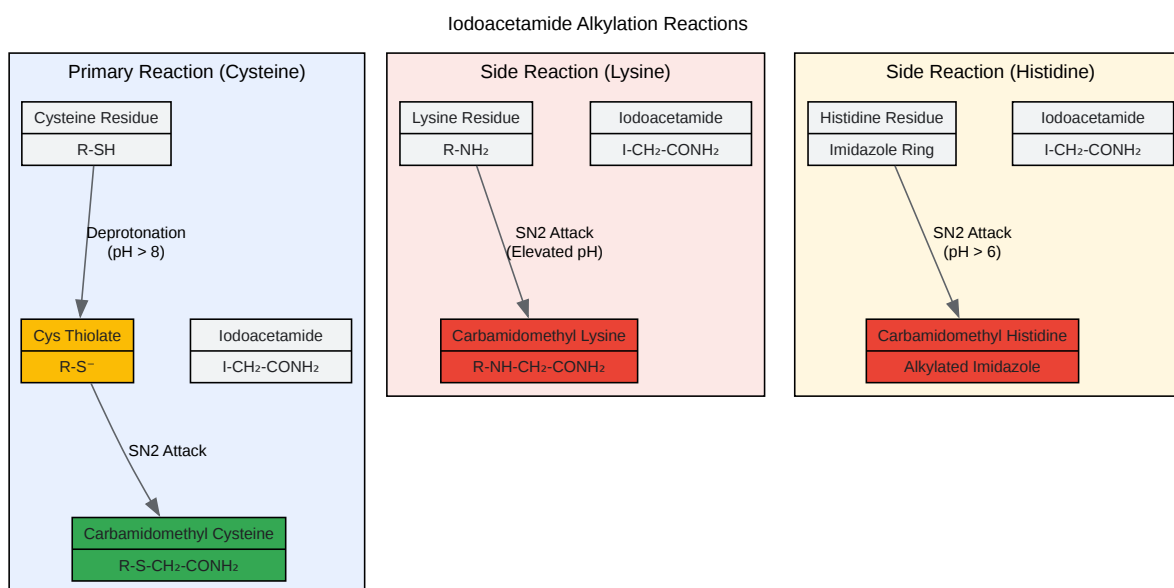 Iodoacetamide Alkylation Reactions
Primary Reaction (Cysteine)
Cysteine Residue
R-SH
Deprotonation
(pH > 8)
Cys Thiolate
R-S⁻
Iodoacetamide
I-CH₂-CONH₂
SN2 Attack
Carbamidomethyl Cysteine
R-S-CH₂-CONH₂
Side Reaction (Lysine)
Lysine Residue
R-NH₂
Iodoacetamide
I-CH₂-CONH₂
SN2 Attack
(Elevated pH)
Carbamidomethyl Lysine
R-NH-CH₂-CONH₂
Side Reaction (Histidine)
Histidine Residue
Imidazole Ring
Iodoacetamide
I-CH₂-CONH₂
SN2 Attack
(pH > 6)
Carbamidomethyl Histidine
Alkylated Imidazole